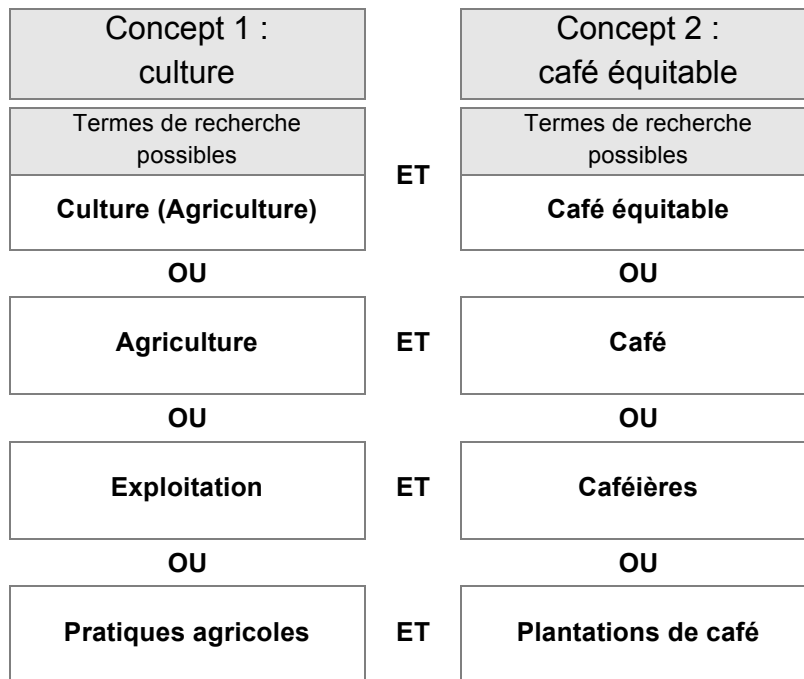 Concept 1 :
culture
Concept 2 :
café équitable
Termes de recherche
possibles
ET
Termes de recherche
possibles
Culture (Agriculture)
Café équitable
OU
OU
Agriculture
ET
Café
OU
OU
Exploitation
ET
Caféières
OU
OU
Pratiques agricoles
ET
Plantations de café